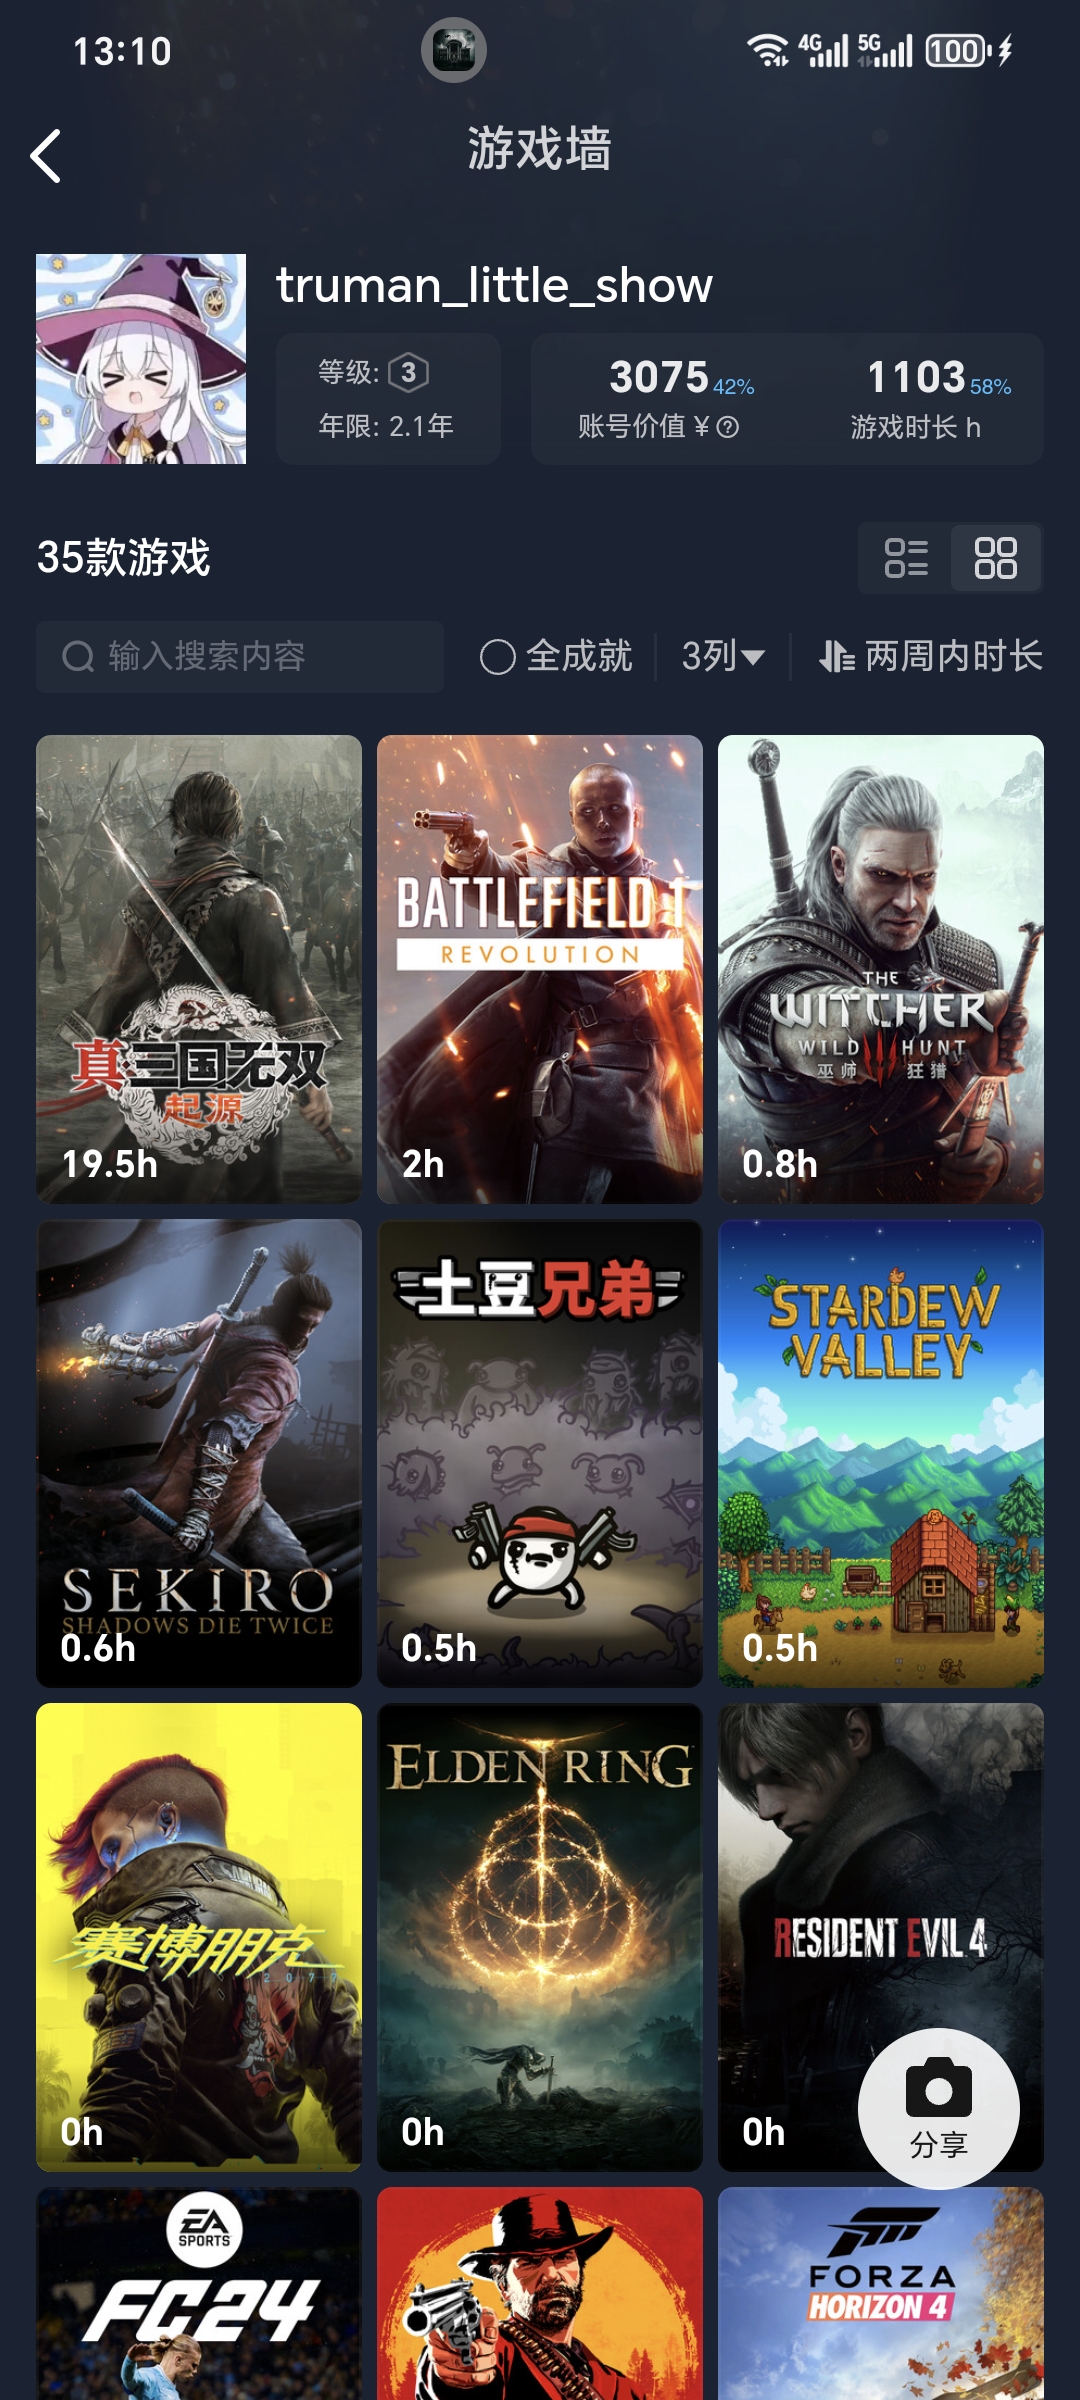 13:10
4G 5G 100
游戏墙
truman_little_show
等级: 3
年限: 2.1年
3075 42%
账号价值 ¥ ?
1103 58%
游戏时长 h
35款游戏
输入搜索内容
全成就
3列
两周内时长
真·三国无双
起源
19.5h
BATTLEFIELD 1
REVOLUTION
2h
THE
WITCHER
WILD HUNT
巫师 狂猎
0.8h
SEKIRO
SHADOWS DIE TWICE
0.6h
土豆兄弟
0.5h
STARDEW
VALLEY
0.5h
SAMURAI
赛博朋克
2077
0h
ELDEN RING
0h
RESIDENT EVIL 4
0h
分享
EA
SPORTS
FC24
FORZA
HORIZON 4